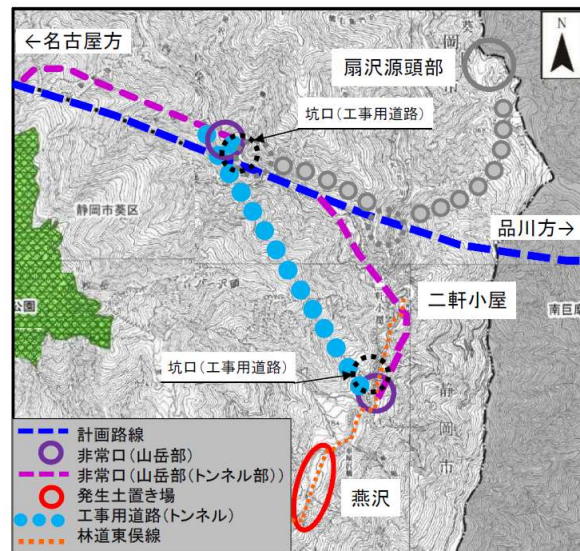 ←名古屋方
扇沢源頭部
N
坑口(工事用道路)
静岡市葵区
品川方→
二軒小屋
南巨摩
公園
坑口(工事用道路)
静岡市
燕沢
計画路線
非常口(山岳部)
非常口(山岳部(トンネル部))
発生土置き場
工事用道路(トンネル)
林道東俣線